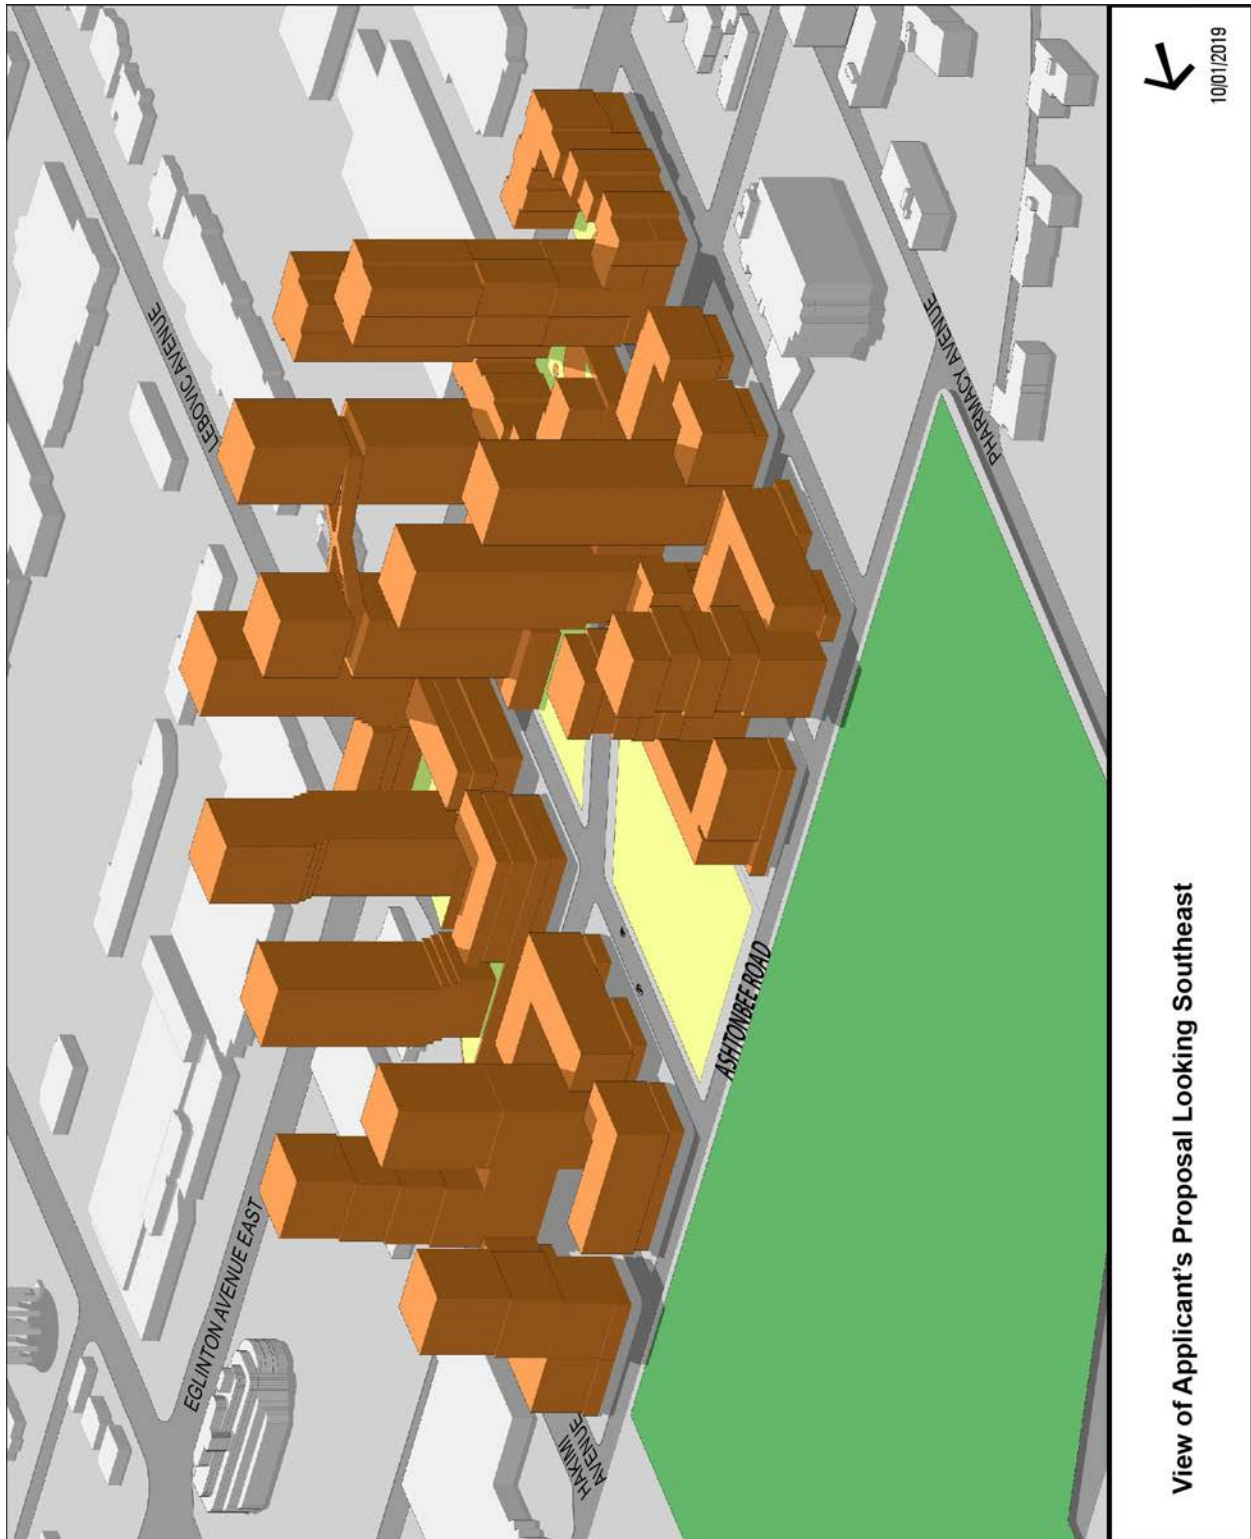 LEBOVIC AVENUE
EGLINTON AVENUE EAST
PHARMACY AVENUE
ASHTONBEE ROAD
HAKIMI
AVENUE
View of Applicant's Proposal Looking Southeast
10/01/2019